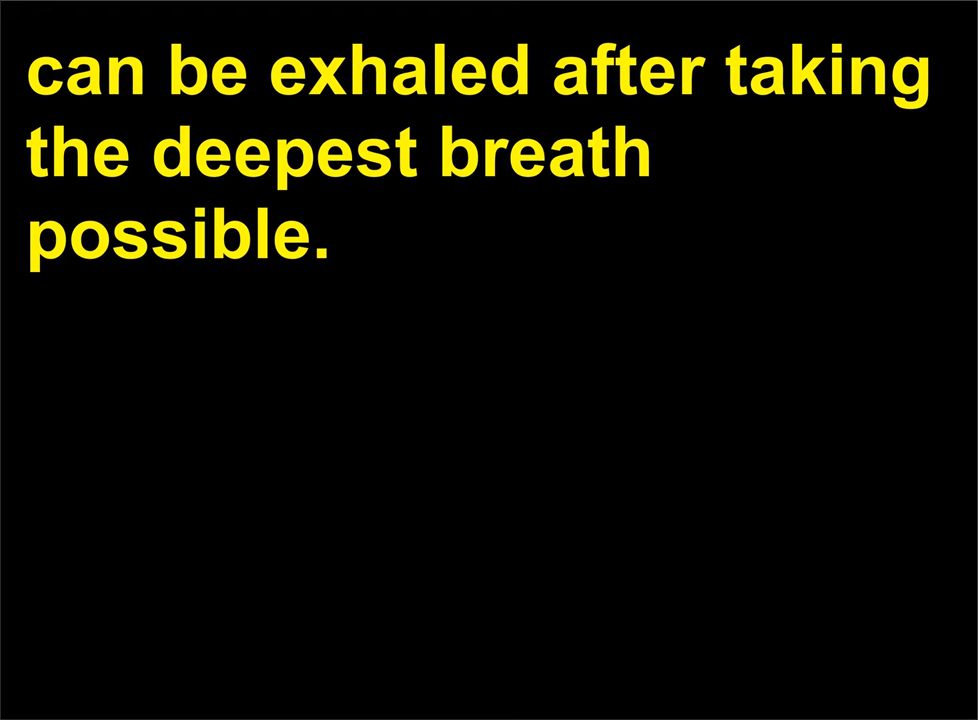 can be exhaled after taking
the deepest breath
possible.